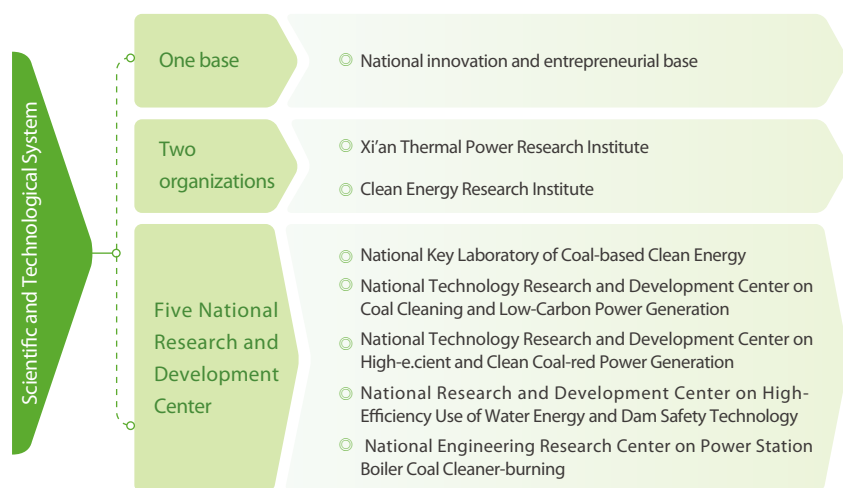 Scientific and Technological System
One base
National innovation and entrepreneurial base
Two
organizations
Xi'an Thermal Power Research Institute
Clean Energy Research Institute
Five National
Research and
Development
Center
National Key Laboratory of Coal-based Clean Energy
National Technology Research and Development Center on
Coal Cleaning and Low-Carbon Power Generation
National Technology Research and Development Center on
High-e.cient and Clean Coal-red Power Generation
National Research and Development Center on High-
Efficiency Use of Water Energy and Dam Safety Technology
National Engineering Research Center on Power Station
Boiler Coal Cleaner-burning